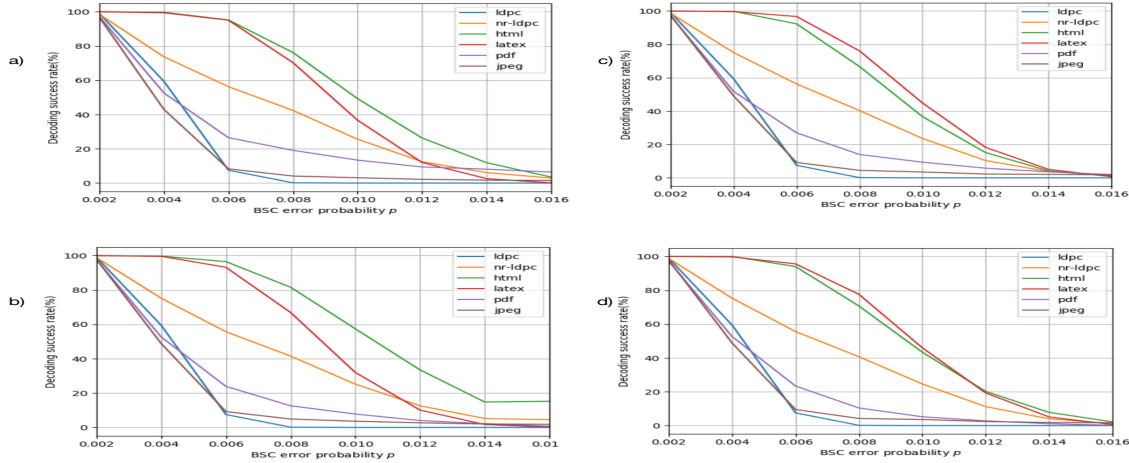 a)
Decoding success rate(%)
100
80
60
40
20
0
ldpc
nr-ldpc
html
latex
pdf
jpeg
0.002 0.004 0.006 0.008 0.010 0.012 0.014 0.016
BSC error probability p
c)
Decoding success rate(%)
100
80
60
40
20
0
ldpc
nr-ldpc
html
latex
pdf
jpeg
0.002 0.004 0.006 0.008 0.010 0.012 0.014 0.016
BSC error probability p
b)
Decoding success rate(%)
100
80
60
40
20
0
ldpc
nr-ldpc
html
latex
pdf
jpeg
0.002 0.004 0.006 0.008 0.010 0.012 0.014 0.01
BSC error probability p
d)
Decoding success rate(%)
100
80
60
40
20
0
ldpc
nr-ldpc
html
latex
pdf
jpeg
0.002 0.004 0.006 0.008 0.010 0.012 0.014 0.016
BSC error probability p